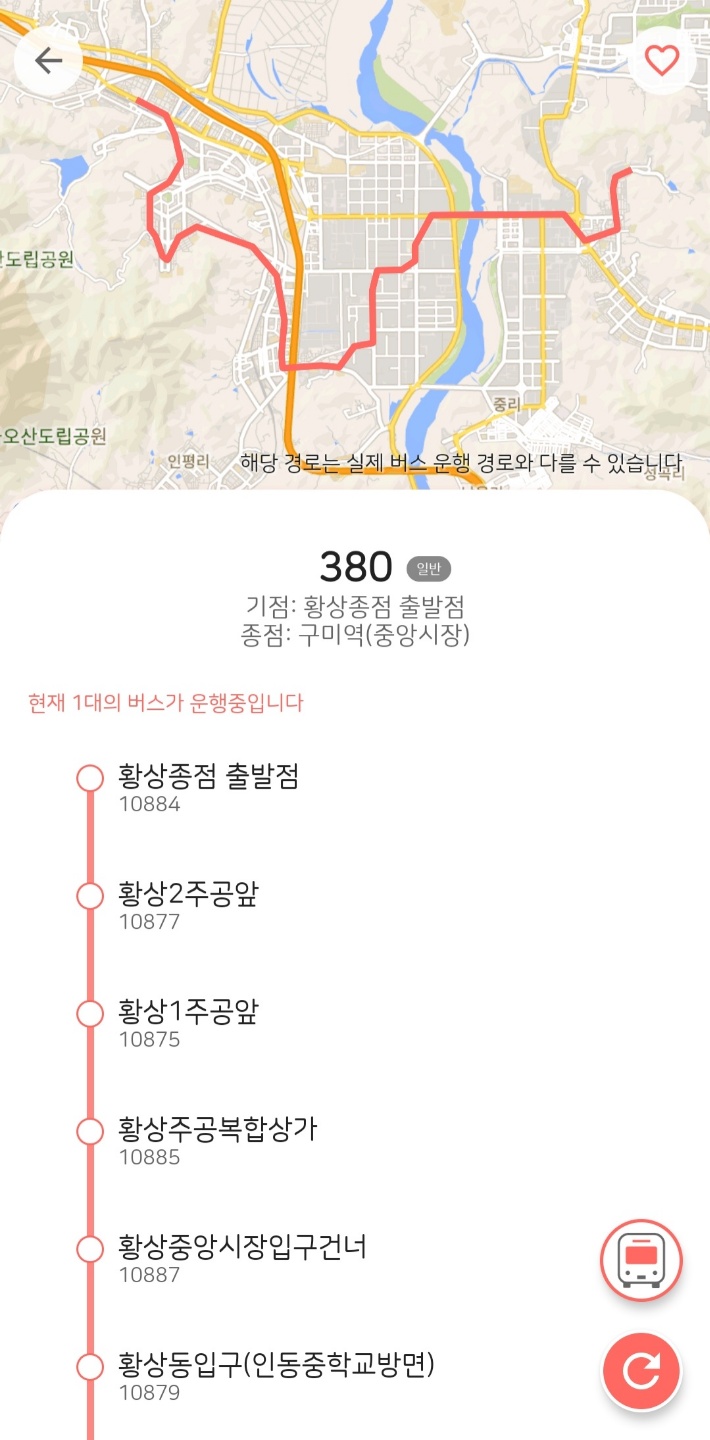 도립공원
오산도립공원
중리
인평리
해당 경로는 실제 버스 운행 경로와 다를 수 있습니다
380 일반
기점: 황상종점 출발점
종점: 구미역(중앙시장)
현재 1대의 버스가 운행중입니다
황상종점 출발점
10884
황상2주공앞
10877
황상1주공앞
10875
황상주공복합상가
10885
황상중앙시장입구건너
10887
황상동입구(인동중학교방면)
10879